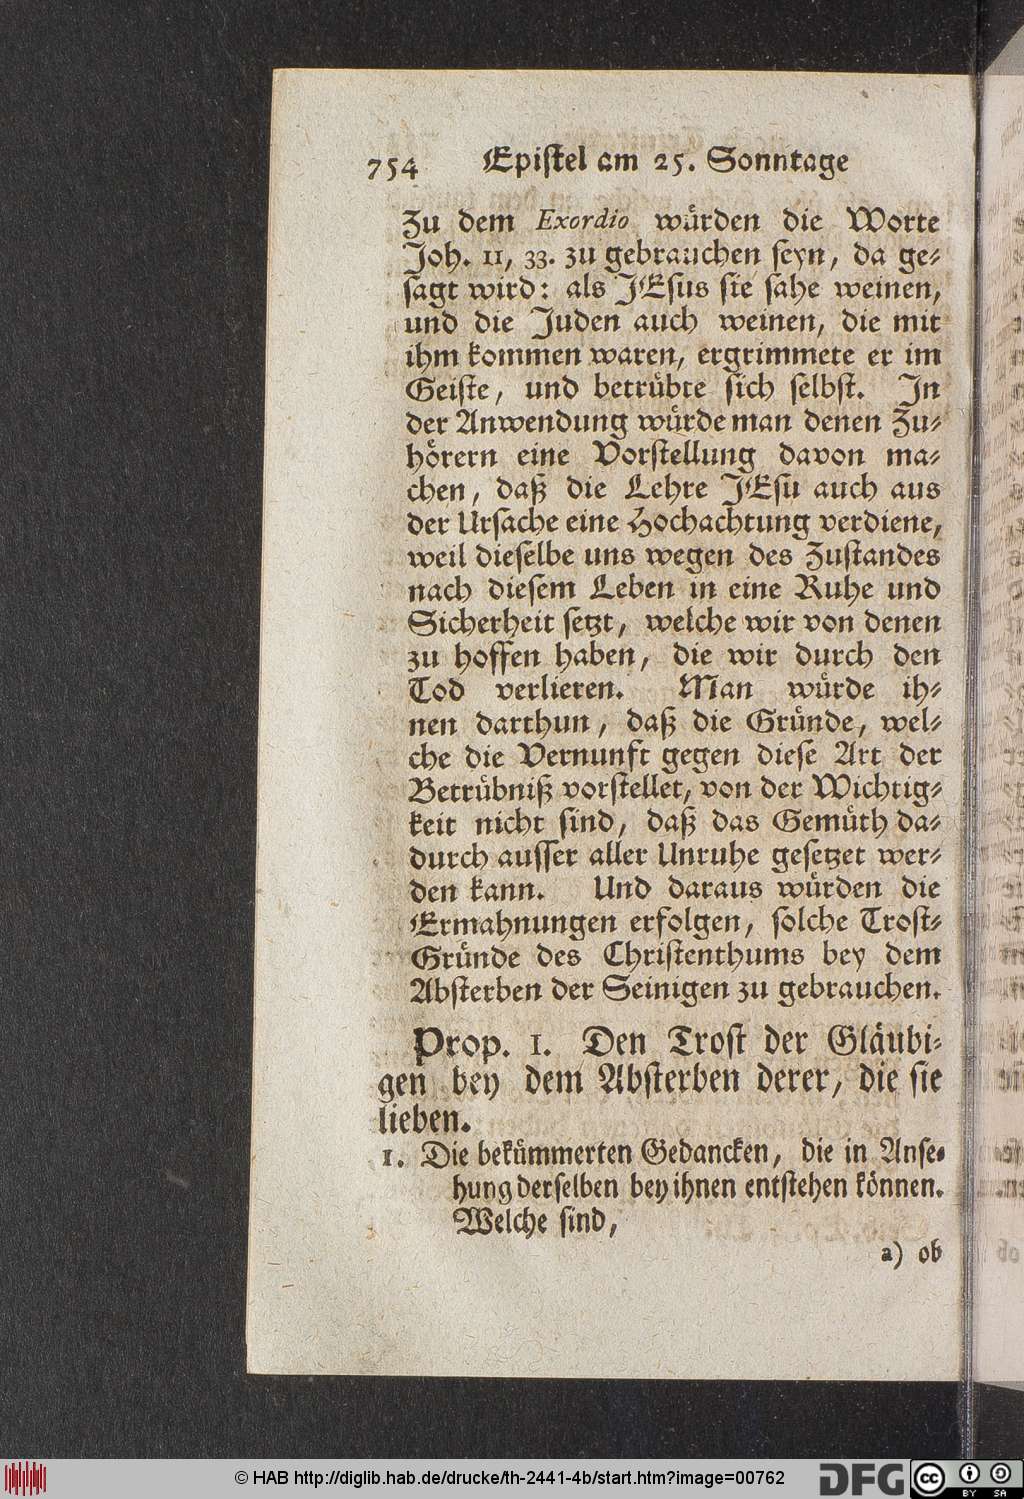 754 Epistel am 25. Sonntage
Zu dem Exordio würden die Worte
Joh. 11, 33. zu gebrauchen seyn, da ge-
sagt wird: als JEsus sie sahe weinen,
und die Juden auch weinen, die mit
ihm kommen waren, ergrimmete er im
Geiste, und betrübte sich selbst. In
der Anwendung würde man denen Zu-
hörern eine Vorstellung davon ma-
chen, daß die Lehre JEsu auch aus
der Ursache eine Hochachtung verdiene,
weil dieselbe uns wegen des Zustandes
nach diesem Leben in eine Ruhe und
Sicherheit setzt, welche wir von denen
zu hoffen haben, die wir durch den
Tod verlieren. Man würde ih-
nen darthun, daß die Gründe, wel-
che die Vernunft gegen diese Art der
Betrübniß vorstellet, von der Wichtig-
keit nicht sind, daß das Gemüth da-
durch ausser aller Unruhe gesetzet wer-
den kann. Und daraus würden die
Ermahnungen erfolgen, solche Trost-
Gründe des Christenthums bey dem
Absterben der Seinigen zu gebrauchen.
Prop. 1. Den Trost der Gläubi-
gen bey dem Absterben derer, die sie
lieben.
1. Die bekümmerten Gedancken, die in Anse-
hung derselben bey ihnen entstehen können.
Welche sind,
a) ob
© HAB http://diglib.hab.de/drucke/th-2441-4b/start.htm?image=00762
DFG
cc
BY SA